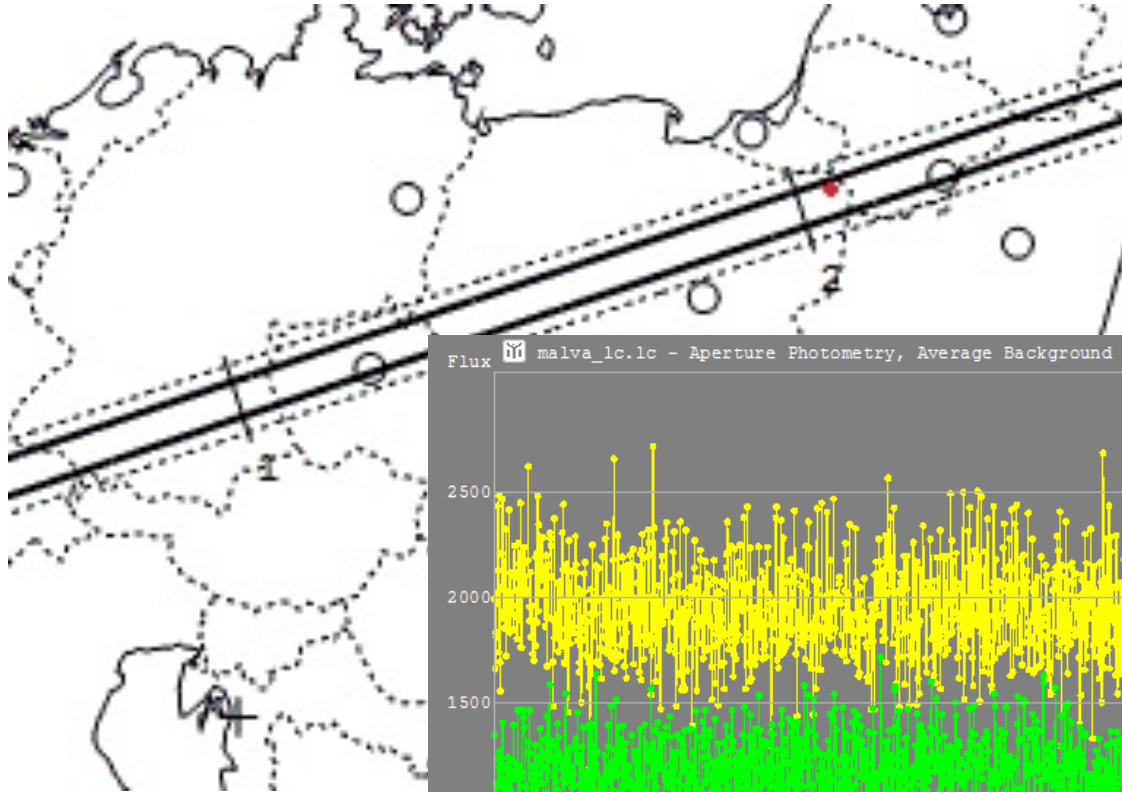 2
1
Flux
malva_lc.lc - Aperture Photometry, Average Background
2500
2000
1500